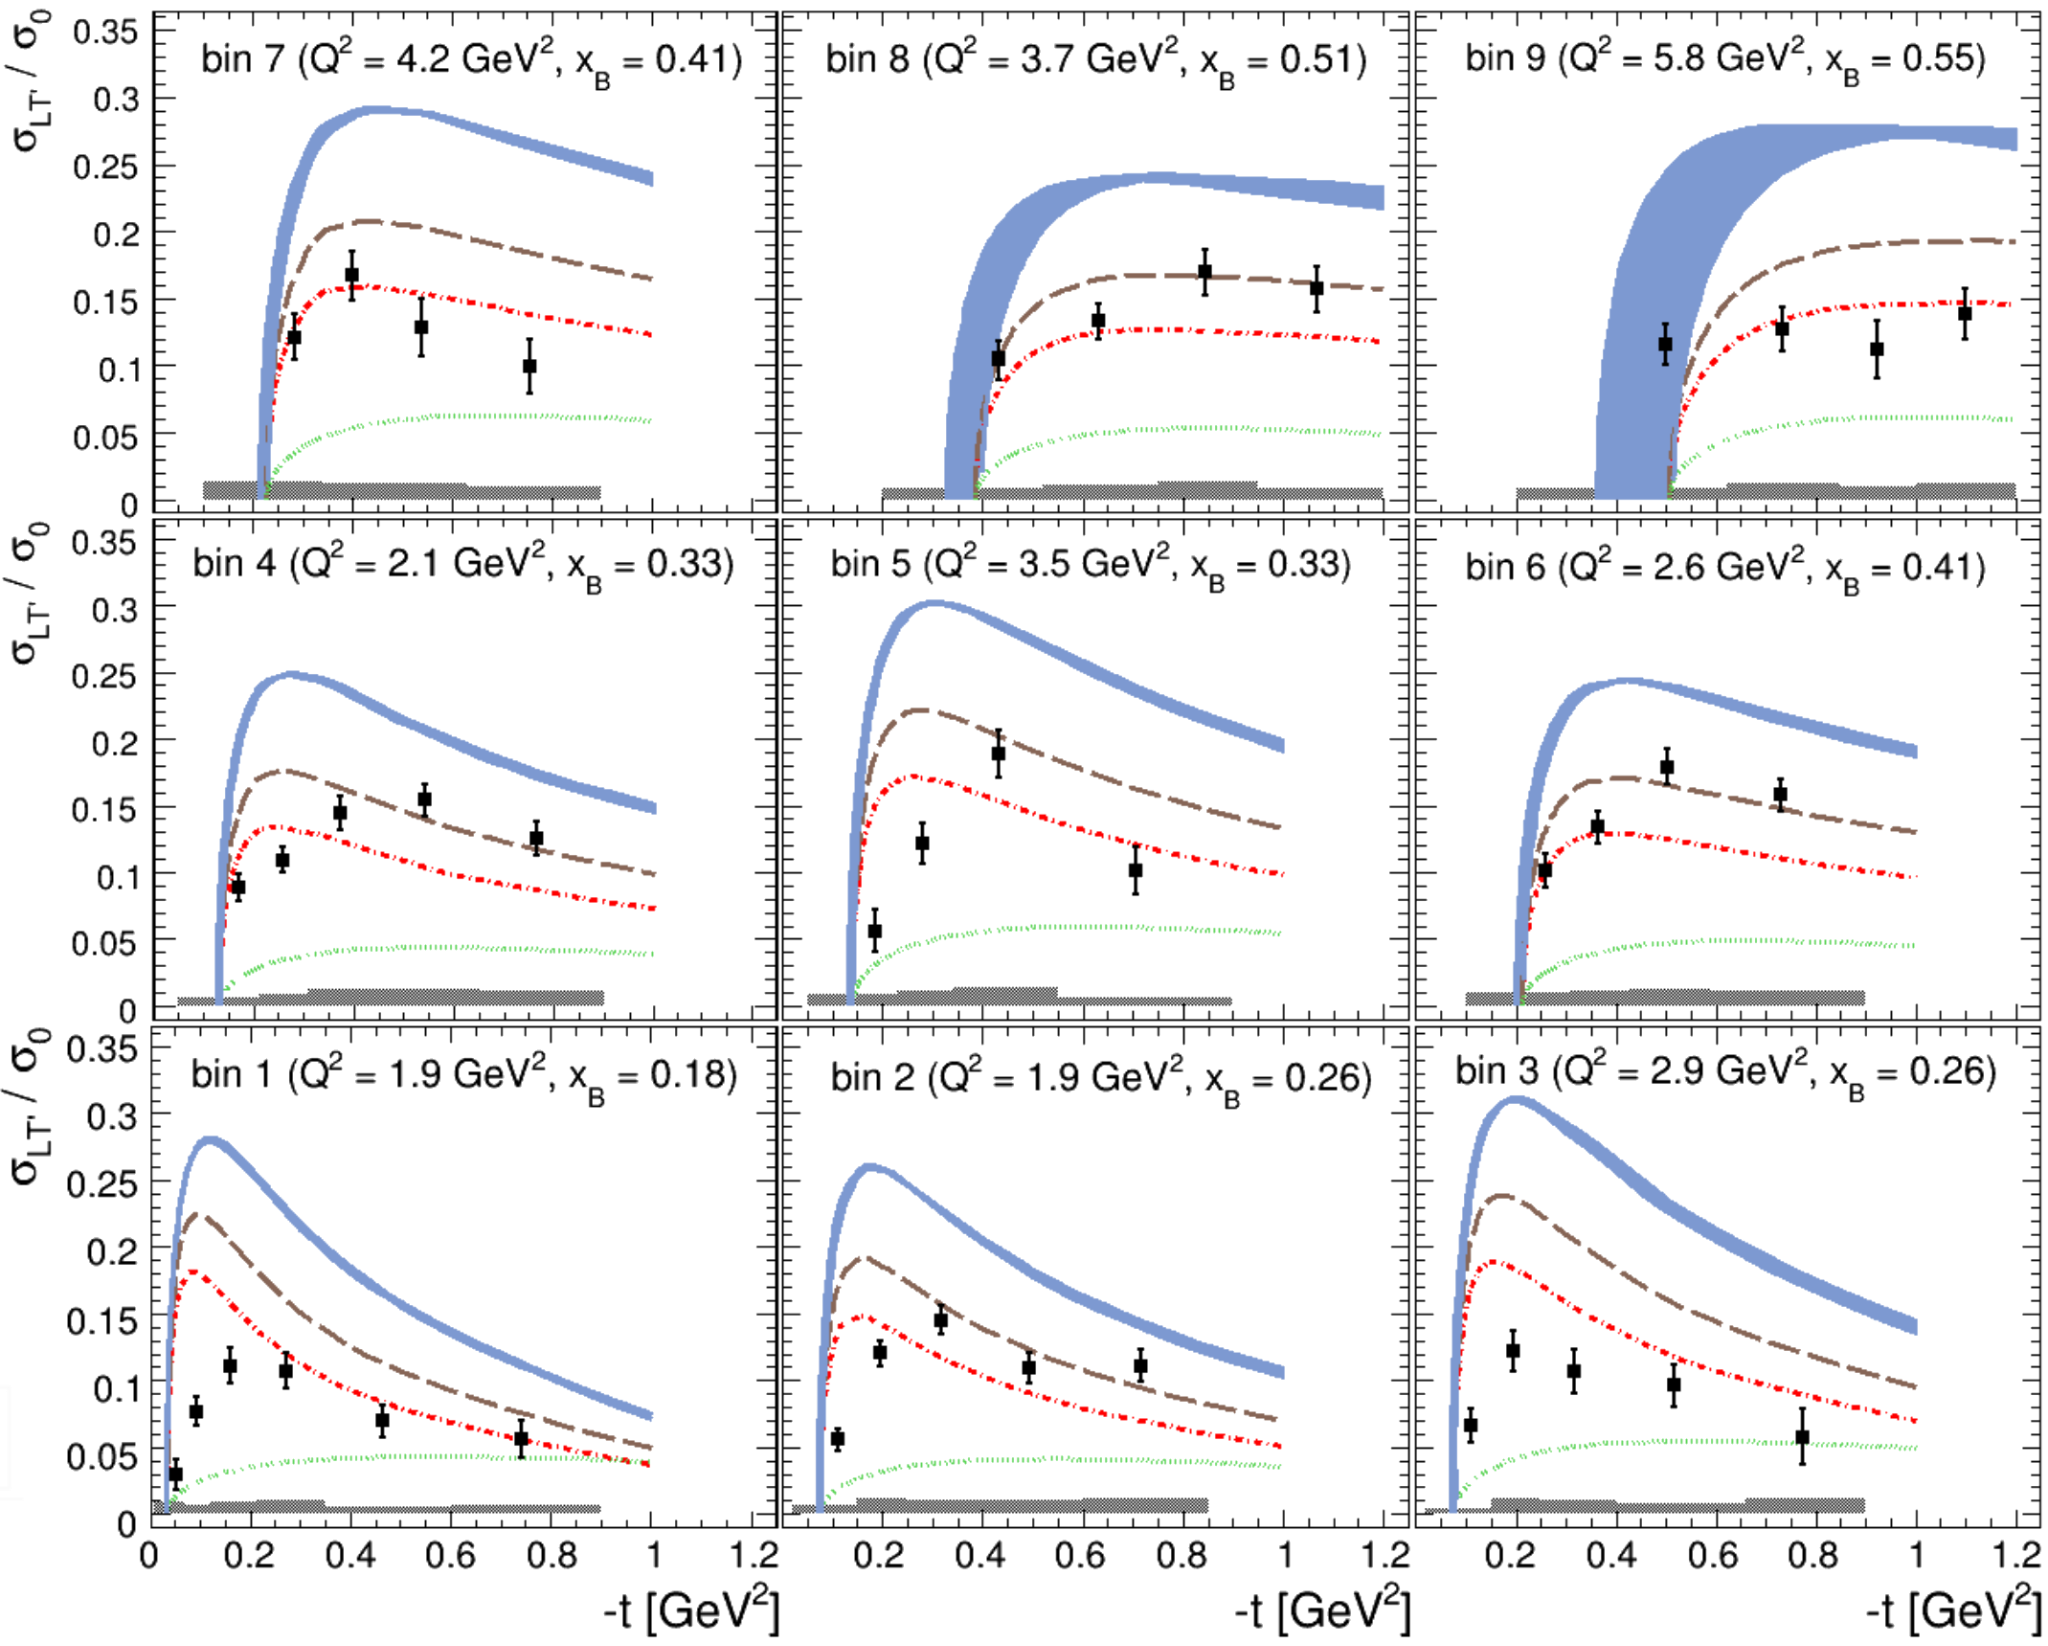 σLT' / σ0
0.35
0.3
0.25
0.2
0.15
0.1
0.05
0
bin 7 (Q² = 4.2 GeV², xB = 0.41)
bin 8 (Q² = 3.7 GeV², xB = 0.51)
bin 9 (Q² = 5.8 GeV², xB = 0.55)
σLT' / σ0
0.35
0.3
0.25
0.2
0.15
0.1
0.05
0
bin 4 (Q² = 2.1 GeV², xB = 0.33)
bin 5 (Q² = 3.5 GeV², xB = 0.33)
bin 6 (Q² = 2.6 GeV², xB = 0.41)
σLT' / σ0
0.35
0.3
0.25
0.2
0.15
0.1
0.05
0
bin 1 (Q² = 1.9 GeV², xB = 0.18)
bin 2 (Q² = 1.9 GeV², xB = 0.26)
bin 3 (Q² = 2.9 GeV², xB = 0.26)
0 0.2 0.4 0.6 0.8 1 1.2
0.2 0.4 0.6 0.8 1 1.2
0.2 0.4 0.6 0.8 1 1.2
-t [GeV²]
-t [GeV²]
-t [GeV²]